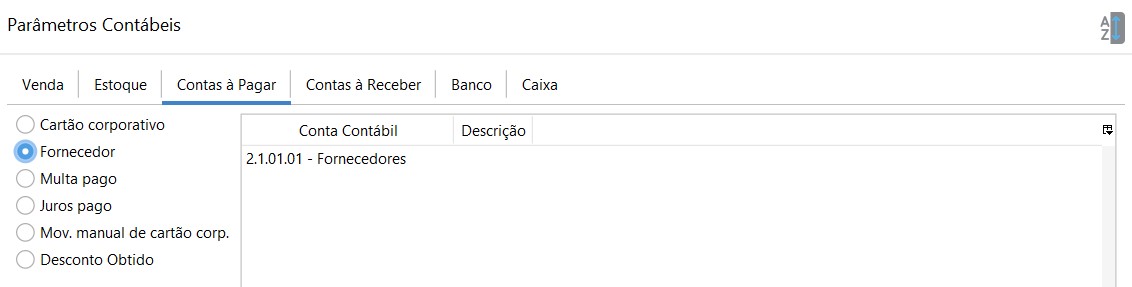 Parâmetros Contábeis
A
Z
Venda
Estoque
Contas à Pagar
Contas à Receber
Banco
Caixa
Cartão corporativo
Fornecedor
Multa pago
Juros pago
Mov. manual de cartão corp.
Desconto Obtido
Conta Contábil
Descrição
2.1.01.01 - Fornecedores